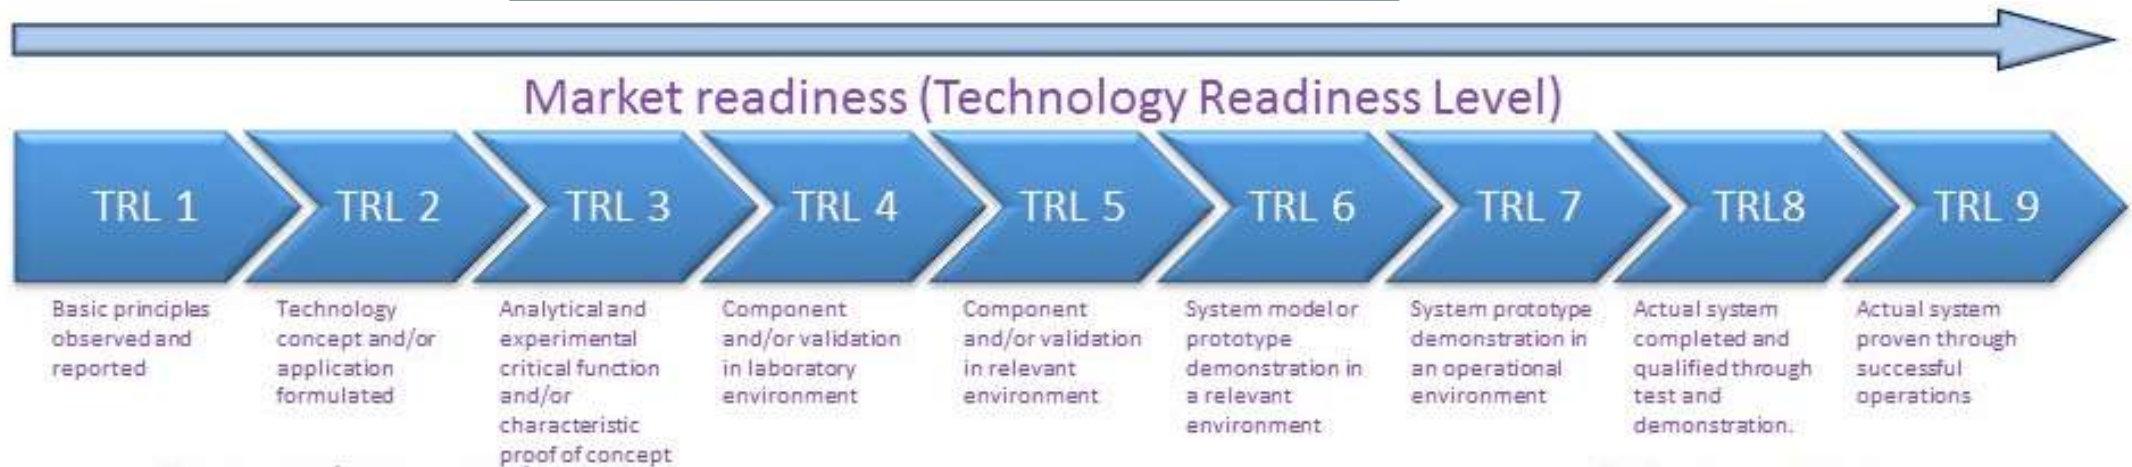 Market readiness (Technology Readiness Level)
TRL 1
TRL 2
TRL 3
TRL 4
TRL 5
TRL 6
TRL 7
TRL8
TRL 9
Basic principles
observed and
reported
Technology
concept and/or
application
formulated
Analytical and
experimental
critical function
and/or
characteristic
proof of concept
Component
and/or validation
in laboratory
environment
Component
and/or validation
in relevant
environment
System model or
prototype
demonstration in
a relevant
environment
System prototype
demonstration in
an operational
environment
Actual system
completed and
qualified through
test and
demonstration.
Actual system
proven through
successful
operations